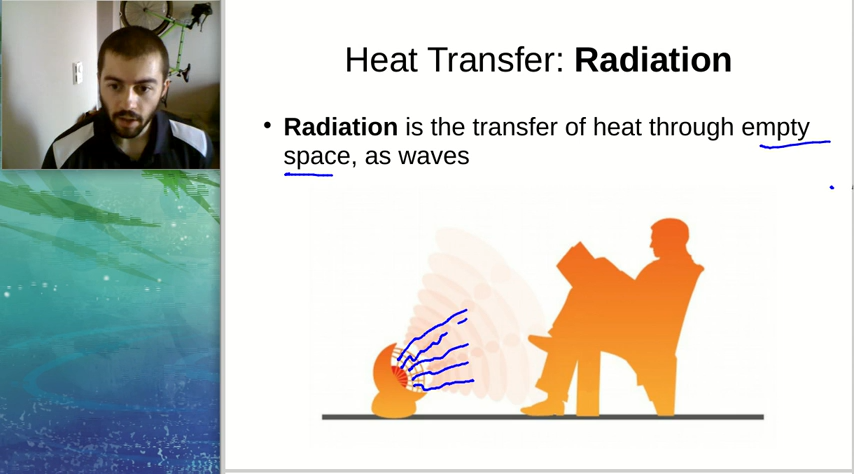 Heat Transfer: Radiation
• Radiation is the transfer of heat through empty
space, as waves